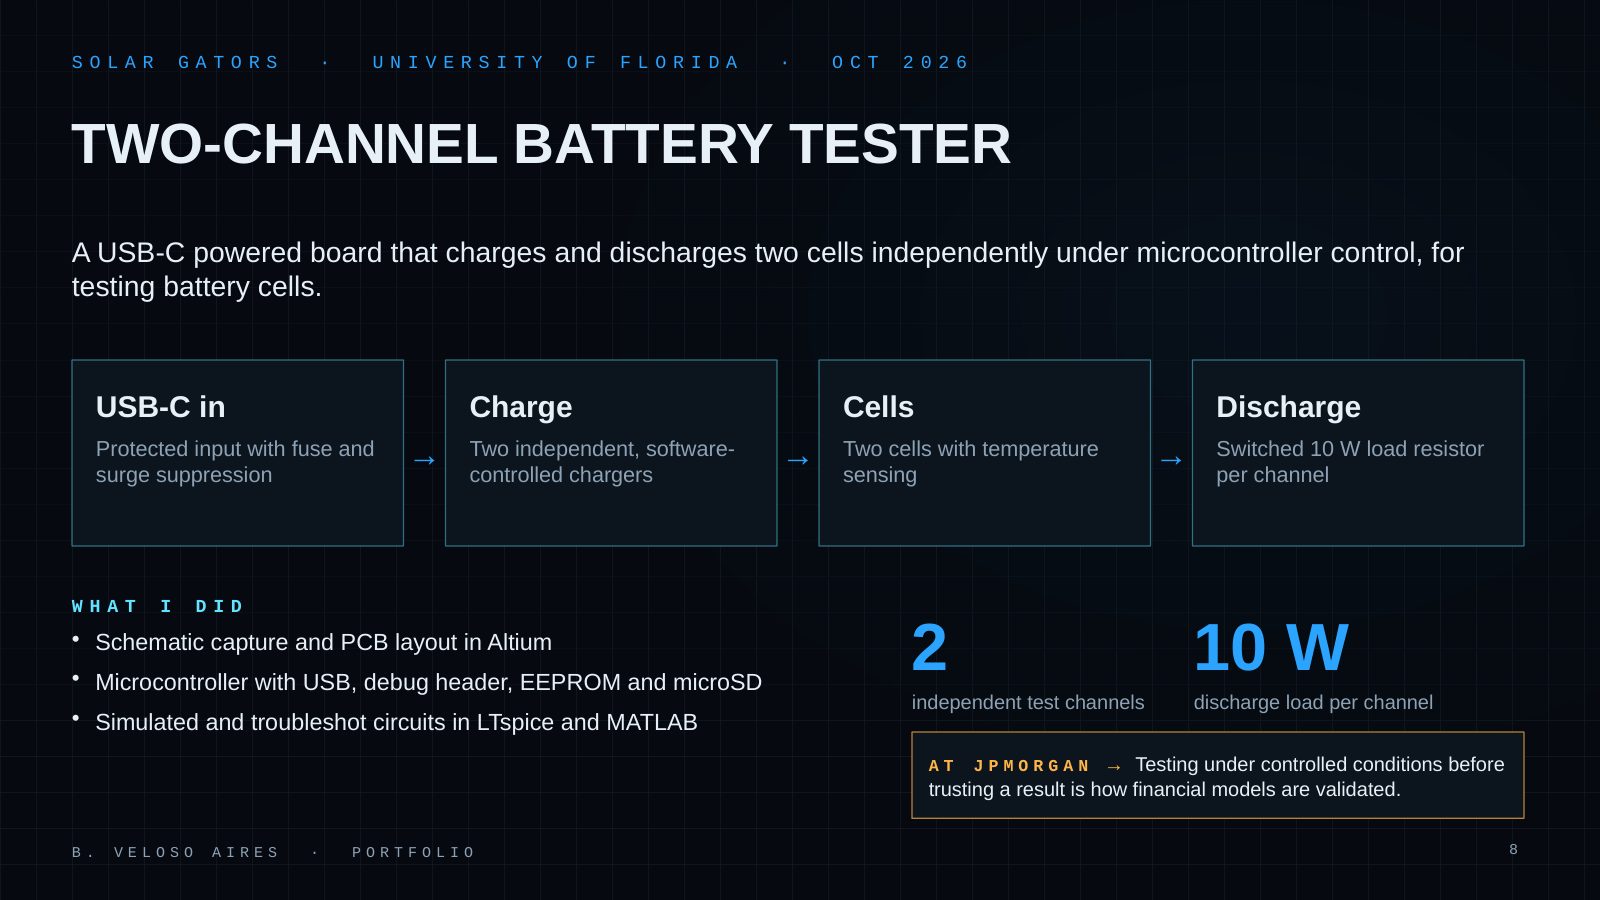 SOLAR GATORS · UNIVERSITY OF FLORIDA · OCT 2026
TWO-CHANNEL BATTERY TESTER
A USB-C powered board that charges and discharges two cells independently under microcontroller control, for
testing battery cells.
USB-C in
Protected input with fuse and
surge suppression
→
Charge
Two independent, software-
controlled chargers
→
Cells
Two cells with temperature
sensing
→
Discharge
Switched 10 W load resistor
per channel
WHAT I DID
• Schematic capture and PCB layout in Altium
• Microcontroller with USB, debug header, EEPROM and microSD
• Simulated and troubleshot circuits in LTspice and MATLAB
2
independent test channels
10 W
discharge load per channel
AT JPMORGAN → Testing under controlled conditions before
trusting a result is how financial models are validated.
B. VELOSO AIRES · PORTFOLIO
8